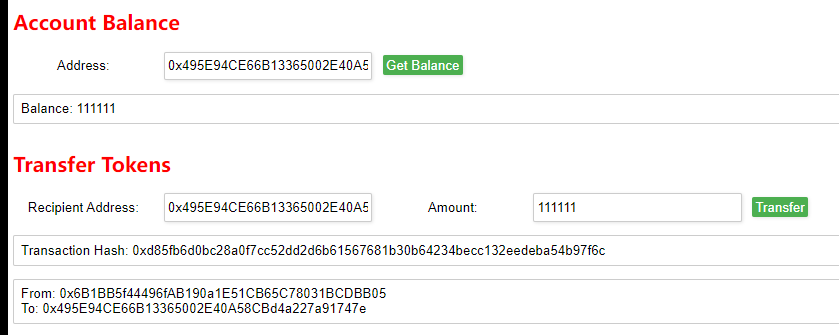 Account Balance
Address: 0x495E94CE66B13365002E40A5 Get Balance
Balance: 111111
Transfer Tokens
Recipient Address: 0x495E94CE66B13365002E40A5 Amount: 111111 Transfer
Transaction Hash: 0xd85fb6d0bc28a0f7cc52dd2d6b61567681b30b64234becc132eedeba54b97f6c
From: 0x6B1BB5f44496fAB190a1E51CB65C78031BCDBB05
To: 0x495E94CE66B13365002E40A58CBd4a227a91747e